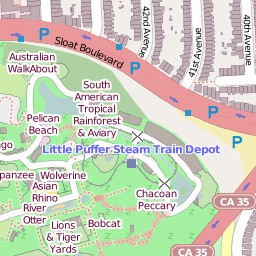 42nd Avenue
40th Avenue
41st Avenue
Sloat Boulevard
P
P
P
P
Australian
WalkAbout
South
American
Tropical
Rainforest
& Aviary
Pelican
Beach
Little Puffer Steam Train Depot
Wolverine
Asian
Rhino
River
Otter
Chacoan
Peccary
Lions &
Tiger
Yards
Bobcat
CA 35
CA 35